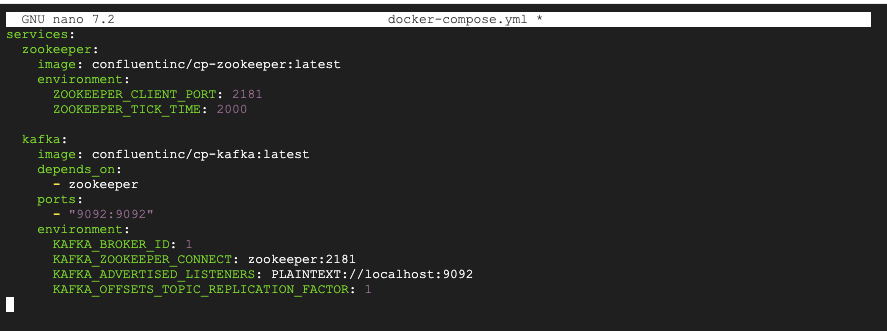 GNU nano 7.2 docker-compose.yml *
services:
  zookeeper:
    image: confluentinc/cp-zookeeper:latest
    environment:
      ZOOKEEPER_CLIENT_PORT: 2181
      ZOOKEEPER_TICK_TIME: 2000

  kafka:
    image: confluentinc/cp-kafka:latest
    depends_on:
      - zookeeper
    ports:
      - "9092:9092"
    environment:
      KAFKA_BROKER_ID: 1
      KAFKA_ZOOKEEPER_CONNECT: zookeeper:2181
      KAFKA_ADVERTISED_LISTENERS: PLAINTEXT://localhost:9092
      KAFKA_OFFSETS_TOPIC_REPLICATION_FACTOR: 1